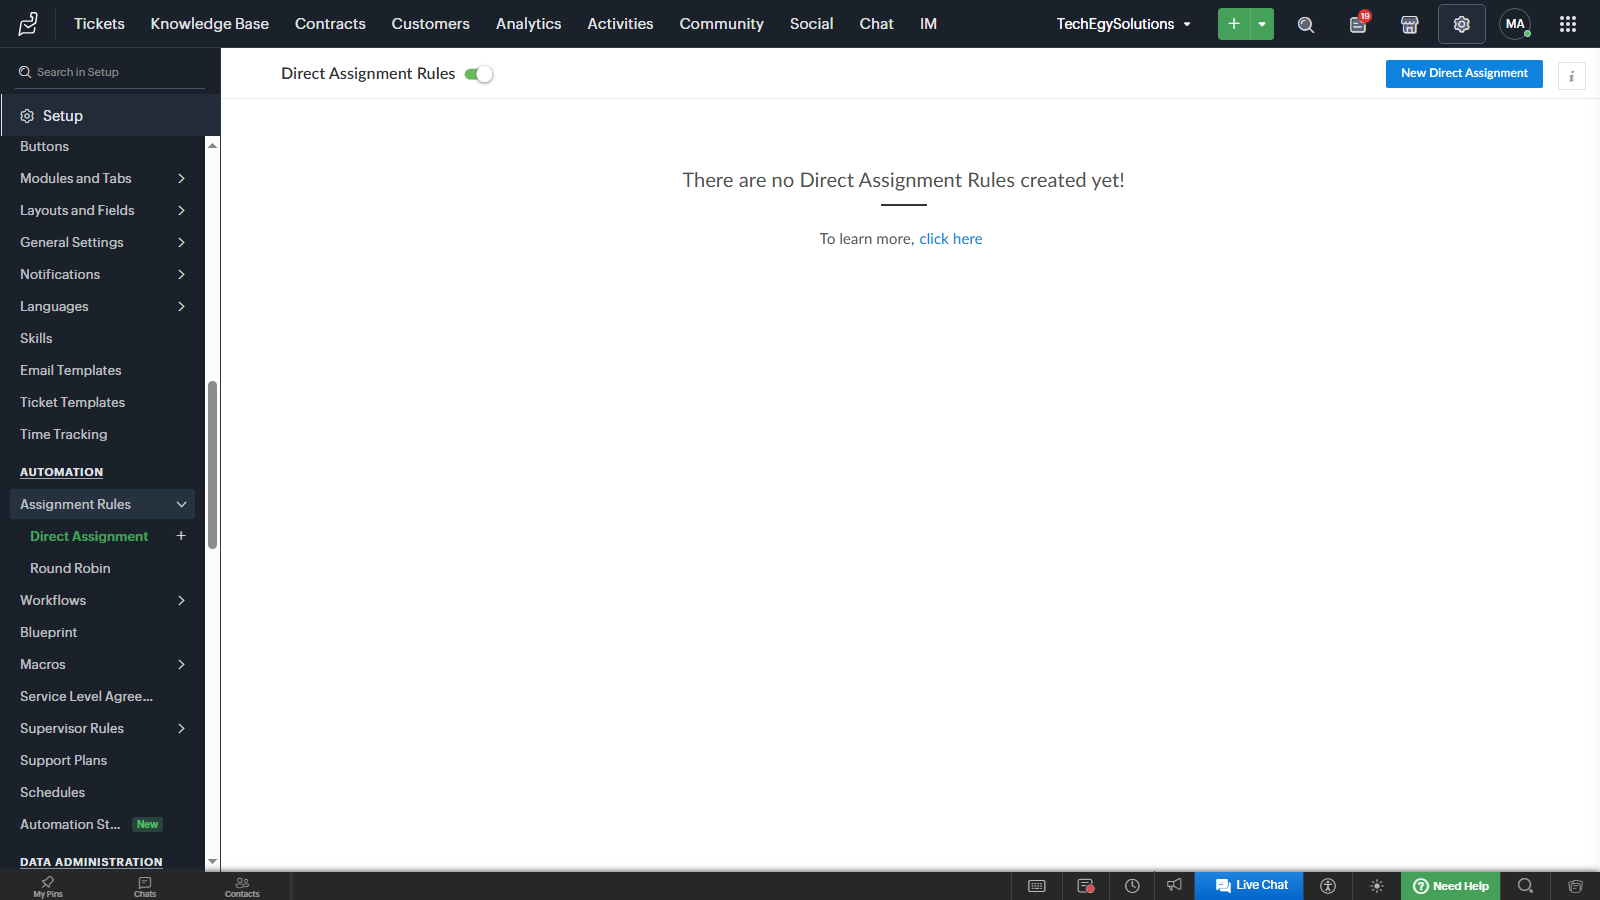 Tickets Knowledge Base Contracts Customers Analytics Activities Community Social Chat IM TechEgySolutions 19 MA
Search in Setup
Setup
Buttons
Modules and Tabs
Layouts and Fields
General Settings
Notifications
Languages
Skills
Email Templates
Ticket Templates
Time Tracking
AUTOMATION
Assignment Rules
Direct Assignment +
Round Robin
Workflows
Blueprint
Macros
Service Level Agree...
Supervisor Rules
Support Plans
Schedules
Automation St... New
DATA ADMINISTRATION
Direct Assignment Rules
New Direct Assignment
i
There are no Direct Assignment Rules created yet!
To learn more, click here
My Pins Chats Contacts Live Chat Need Help